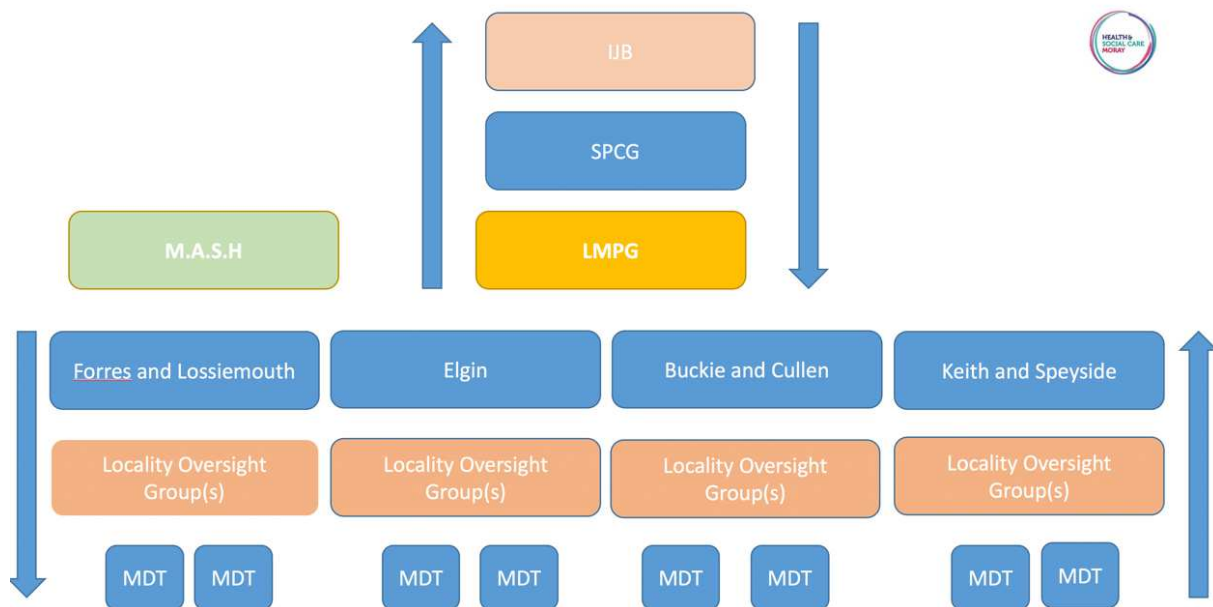 IJB
HEALTH&
SOCIAL CARE
MORAY
SPCG
M.A.S.H
LMPG
Forres and Lossiemouth
Elgin
Buckie and Cullen
Keith and Speyside
Locality Oversight
Group(s)
Locality Oversight
Group(s)
Locality Oversight
Group(s)
Locality Oversight
Group(s)
MDT
MDT
MDT
MDT
MDT
MDT
MDT
MDT